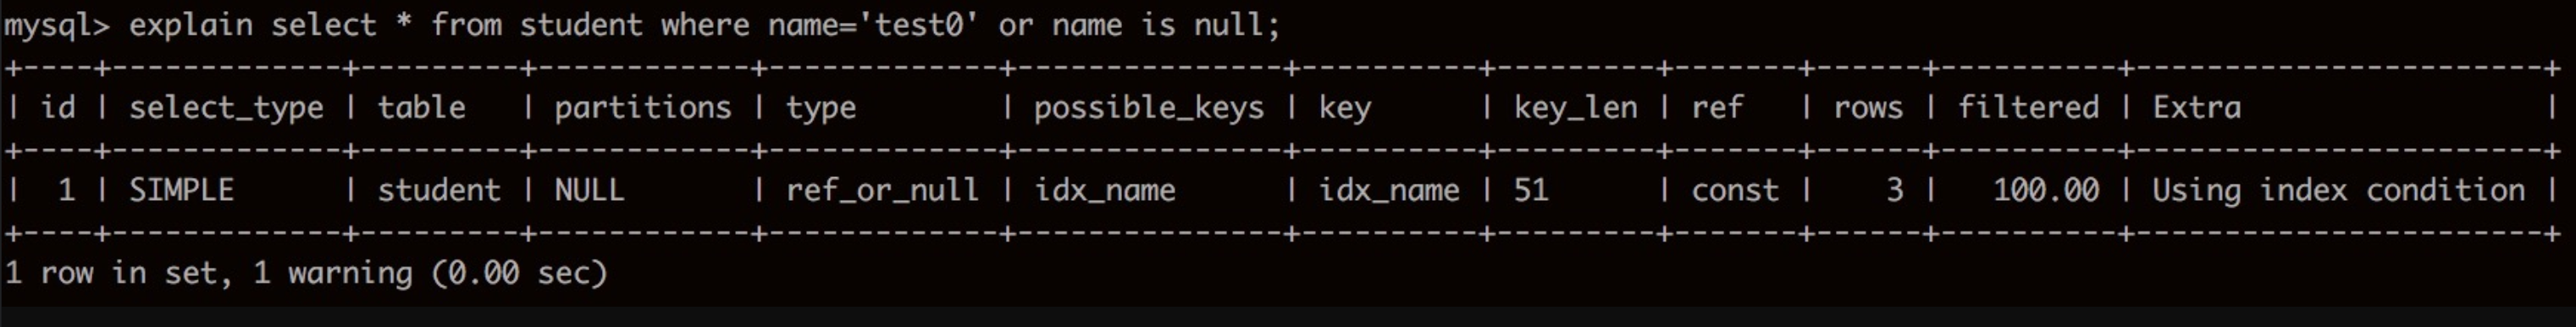 mysql> explain select * from student where name='test0' or name is null;
+----+-------------+---------+------------+-------------+---------------+----------+---------+-------+------+----------+-----------------------+
| id | select_type | table   | partitions | type        | possible_keys | key      | key_len | ref   | rows | filtered | Extra                 |
+----+-------------+---------+------------+-------------+---------------+----------+---------+-------+------+----------+-----------------------+
|  1 | SIMPLE      | student | NULL       | ref_or_null | idx_name      | idx_name | 51      | const |    3 |   100.00 | Using index condition |
+----+-------------+---------+------------+-------------+---------------+----------+---------+-------+------+----------+-----------------------+
1 row in set, 1 warning (0.00 sec)